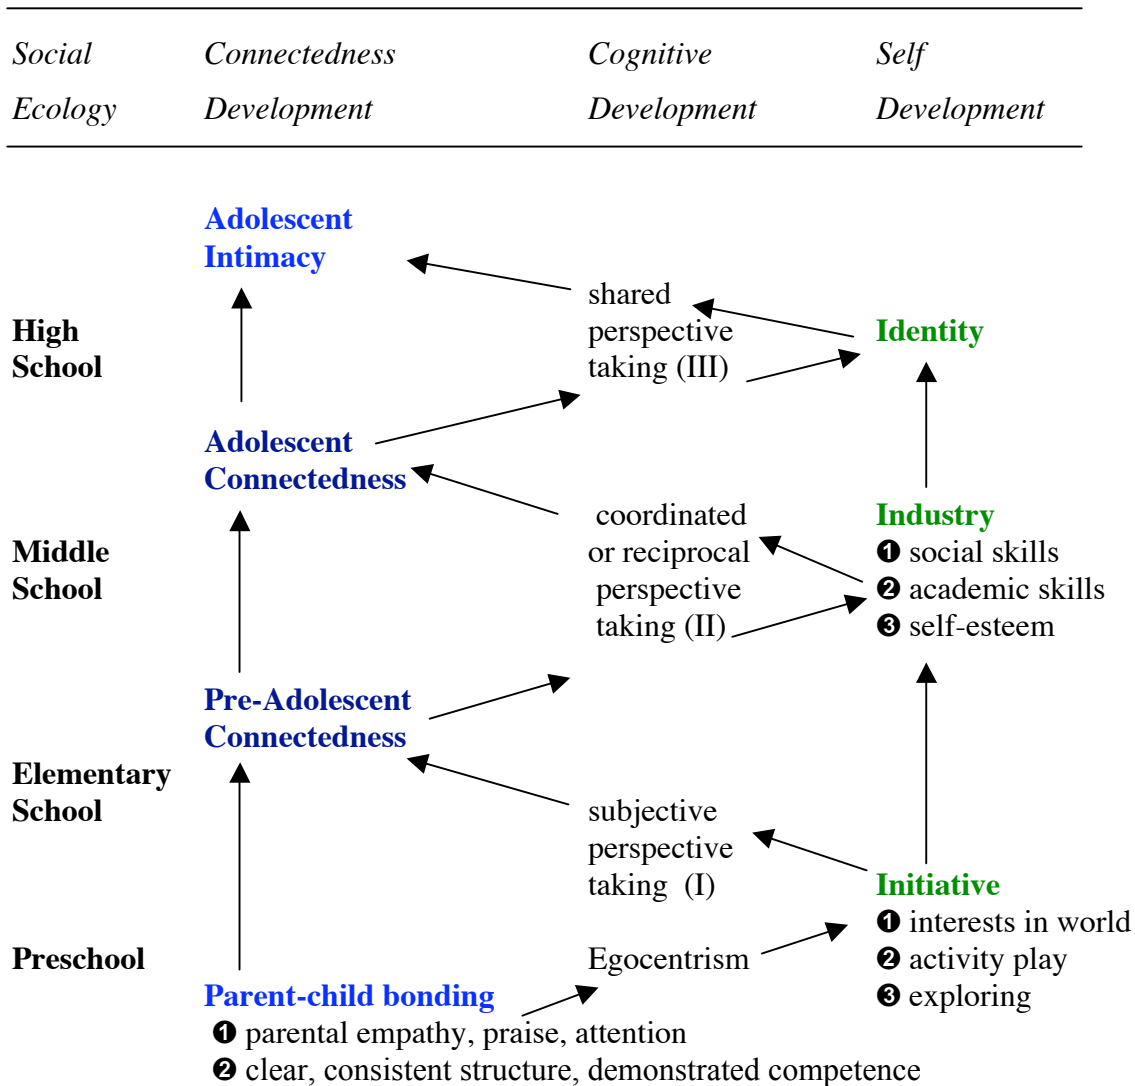 Social Connectedness Cognitive Self
Ecology Development Development Development
Adolescent
Intimacy
shared
High perspective Identity
School taking (III)
Adolescent
Connectedness
coordinated Industry
Middle or reciprocal ❶ social skills
School perspective ❷ academic skills
taking (II) ❸ self-esteem
Pre-Adolescent
Connectedness
Elementary
School subjective
perspective
taking (I) Initiative
❶ interests in world
Preschool Egocentrism ❷ activity play
Parent-child bonding ❸ exploring
❶ parental empathy, praise, attention
❷ clear, consistent structure, demonstrated competence